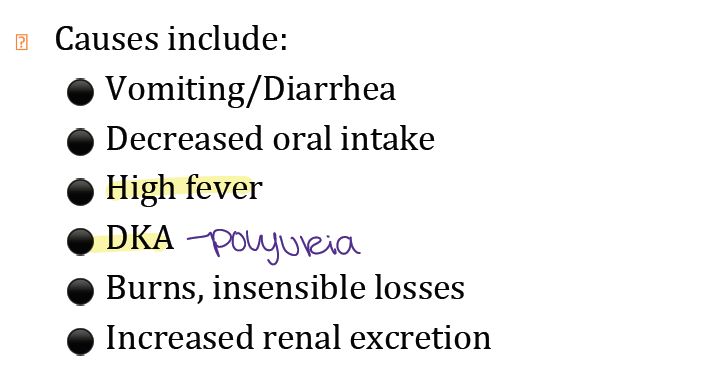 Causes include:
Vomiting/Diarrhea
Decreased oral intake
High fever
DKA - polyuria
Burns, insensible losses
Increased renal excretion